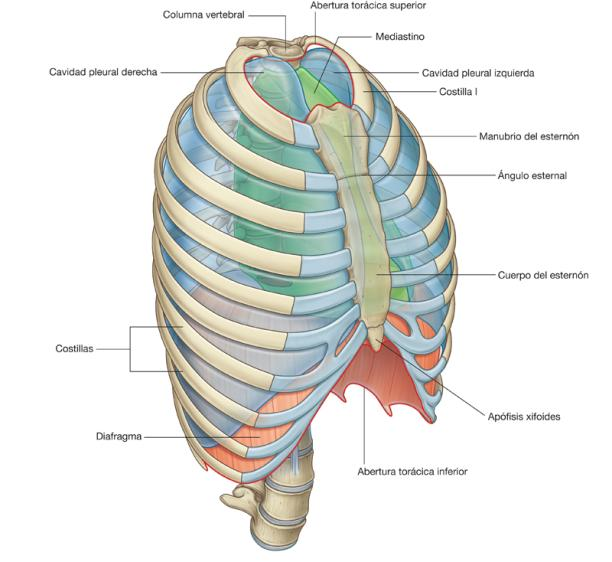 Abertura torácica superior
Columna vertebral
Mediastino
Cavidad pleural derecha
Cavidad pleural izquierda
Costilla I
Manubrio del esternón
Ángulo esternal
Cuerpo del esternón
Costillas
Apófisis xifoides
Diafragma
Abertura torácica inferior